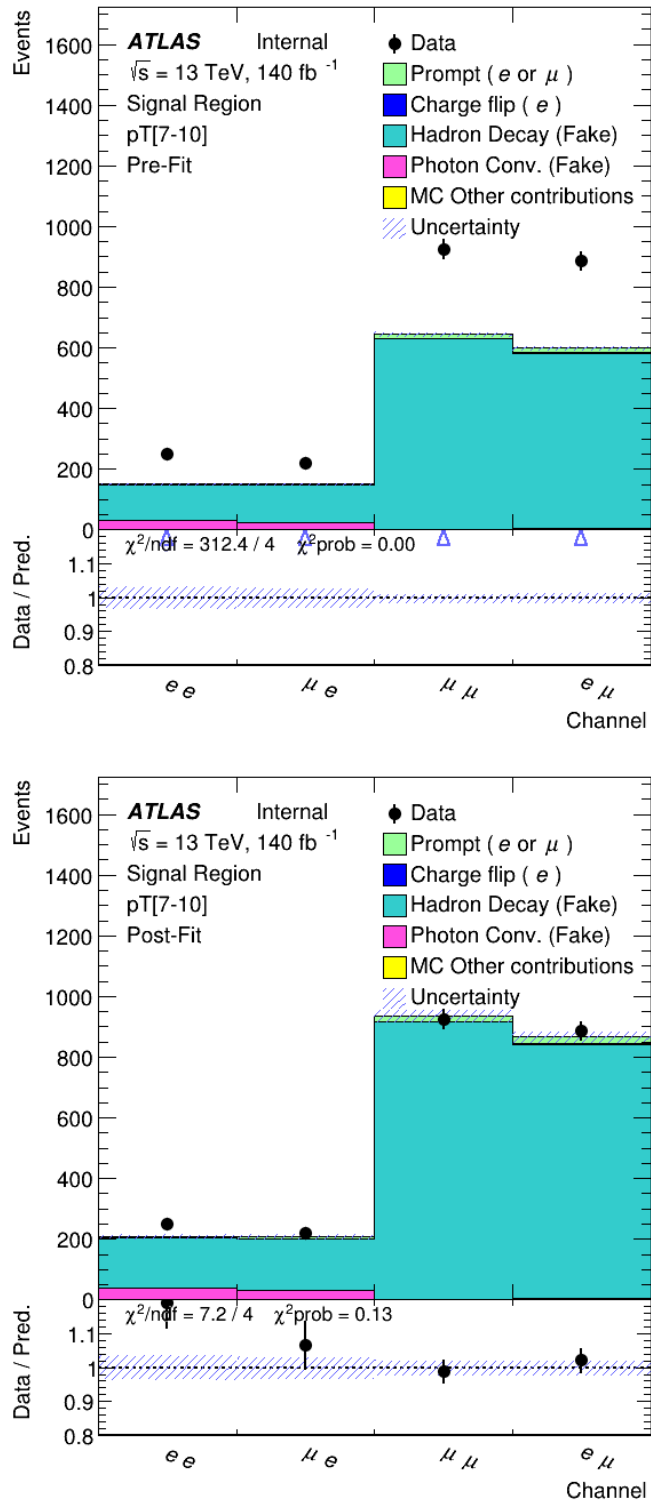 Events
1600
1400
1200
1000
800
600
400
200
0
ATLAS Internal
√s = 13 TeV, 140 fb⁻¹
Signal Region
pT[7-10]
Pre-Fit
Data
Prompt ( e or μ )
Charge flip ( e )
Hadron Decay (Fake)
Photon Conv. (Fake)
MC Other contributions
Uncertainty
χ²/ndf = 312.4 / 4 χ²prob = 0.00
Data / Pred.
1.1
1
0.9
0.8
e e
μ e
μ μ
e μ
Channel
Events
1600
1400
1200
1000
800
600
400
200
0
ATLAS Internal
√s = 13 TeV, 140 fb⁻¹
Signal Region
pT[7-10]
Post-Fit
Data
Prompt ( e or μ )
Charge flip ( e )
Hadron Decay (Fake)
Photon Conv. (Fake)
MC Other contributions
Uncertainty
χ²/ndf = 7.2 / 4 χ²prob = 0.13
Data / Pred.
1.1
1
0.9
0.8
e e
μ e
μ μ
e μ
Channel